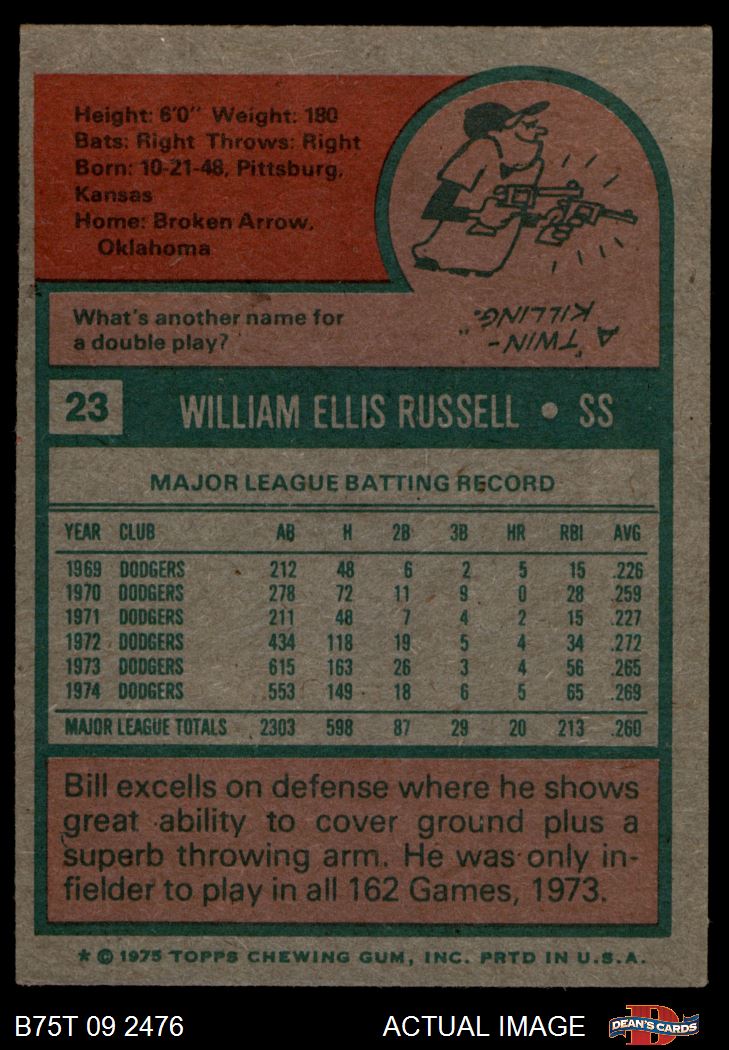 Height: 6'0" Weight: 180
Bats: Right Throws: Right
Born: 10-21-48, Pittsburg,
Kansas
Home: Broken Arrow,
Oklahoma
What's another name for
a double play?
A "TWIN-
KILLING."
23 WILLIAM ELLIS RUSSELL • SS
MAJOR LEAGUE BATTING RECORD
YEAR CLUB AB H 2B 3B HR RBI AVG
1969 DODGERS 212 48 6 2 5 15 .226
1970 DODGERS 278 72 11 9 0 28 .259
1971 DODGERS 211 48 7 4 2 15 .227
1972 DODGERS 434 118 19 5 4 34 .272
1973 DODGERS 615 163 26 3 4 56 .265
1974 DODGERS 553 149 18 6 5 65 .269
MAJOR LEAGUE TOTALS 2303 598 87 29 20 213 .260
Bill excells on defense where he shows
great ability to cover ground plus a
superb throwing arm. He was only in-
fielder to play in all 162 Games, 1973.
* © 1975 TOPPS CHEWING GUM, INC. PRTD IN U.S.A.
B75T 09 2476 ACTUAL IMAGE DEAN'S CARDS